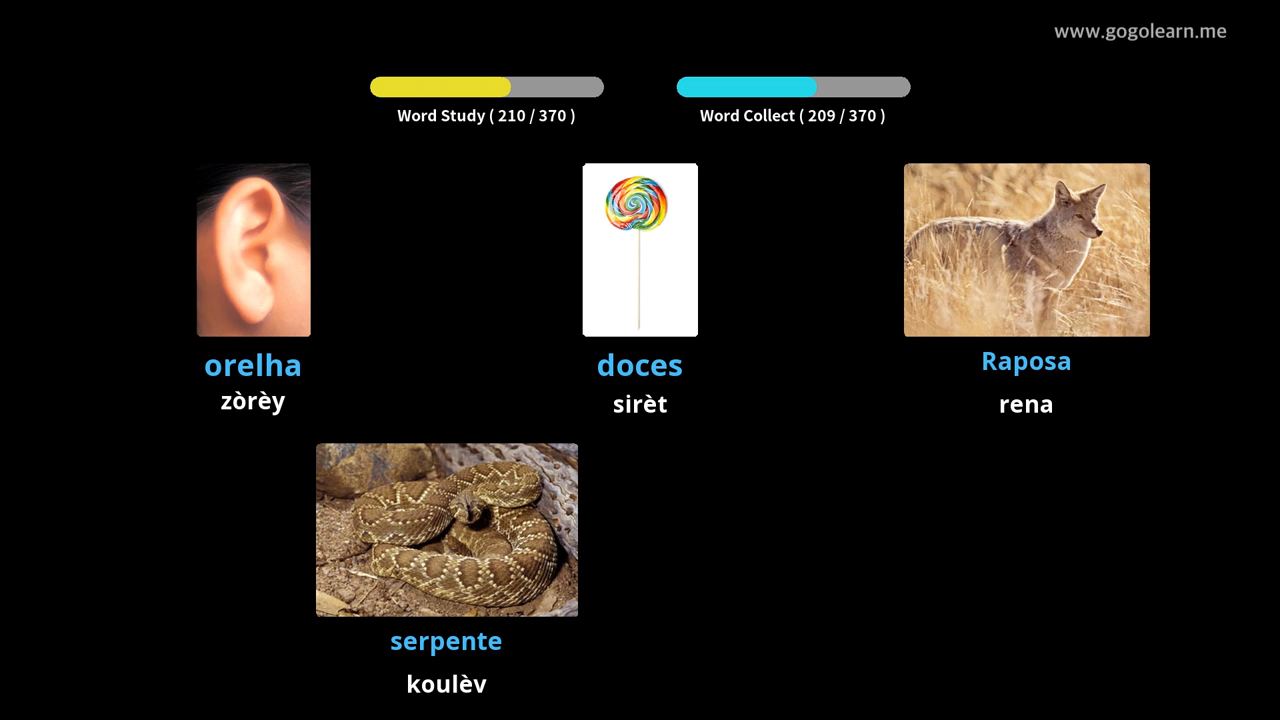 www.gogolearn.me
Word Study ( 210 / 370 )
Word Collect ( 209 / 370 )
orelha
zòrèy
doces
sirèt
Raposa
rena
serpente
koulèv